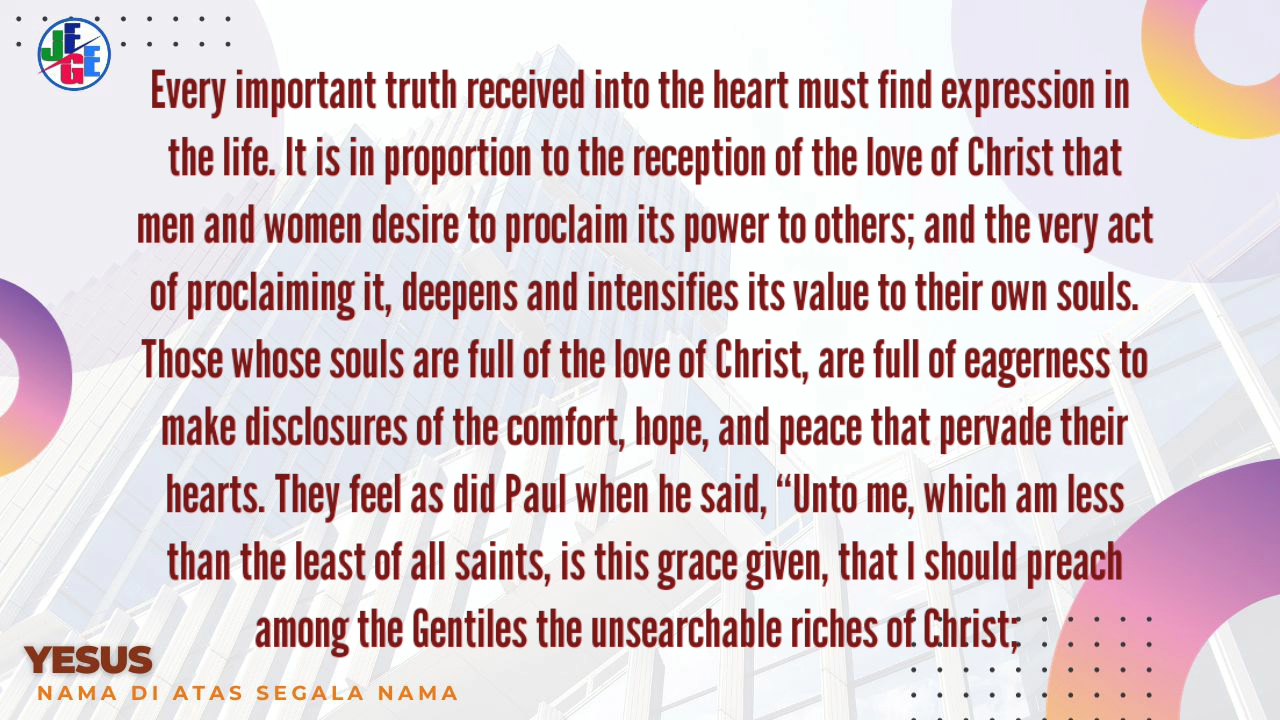 JEGE
Every important truth received into the heart must find expression in
the life. It is in proportion to the reception of the love of Christ that
men and women desire to proclaim its power to others; and the very act
of proclaiming it, deepens and intensifies its value to their own souls.
Those whose souls are full of the love of Christ, are full of eagerness to
make disclosures of the comfort, hope, and peace that pervade their
hearts. They feel as did Paul when he said, “Unto me, which am less
than the least of all saints, is this grace given, that I should preach
among the Gentiles the unsearchable riches of Christ;
YESUS
NAMA DI ATAS SEGALA NAMA